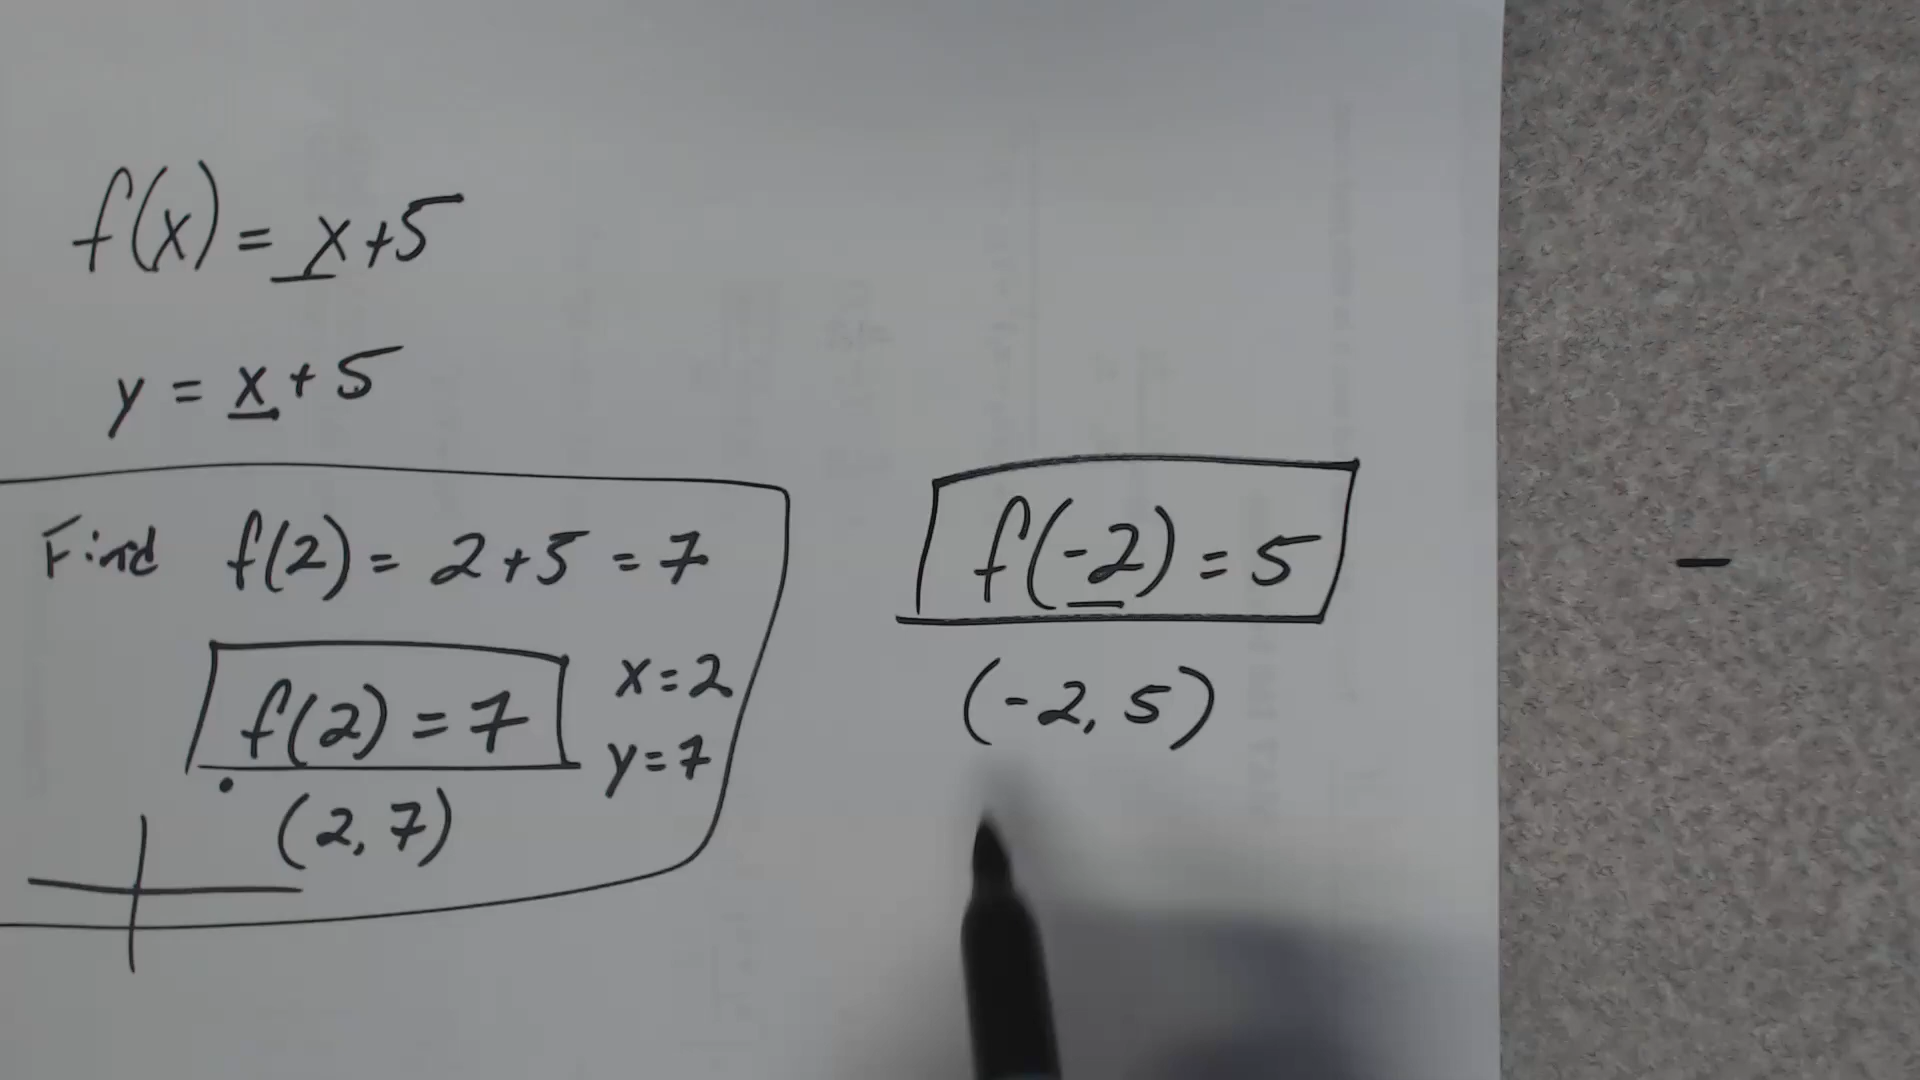 f(x) = x+5
y = x + 5
Find f(2) = 2+5 = 7
f(2) = 7
x=2
y=7
(2, 7)
f(-2) = 5
(-2, 5)